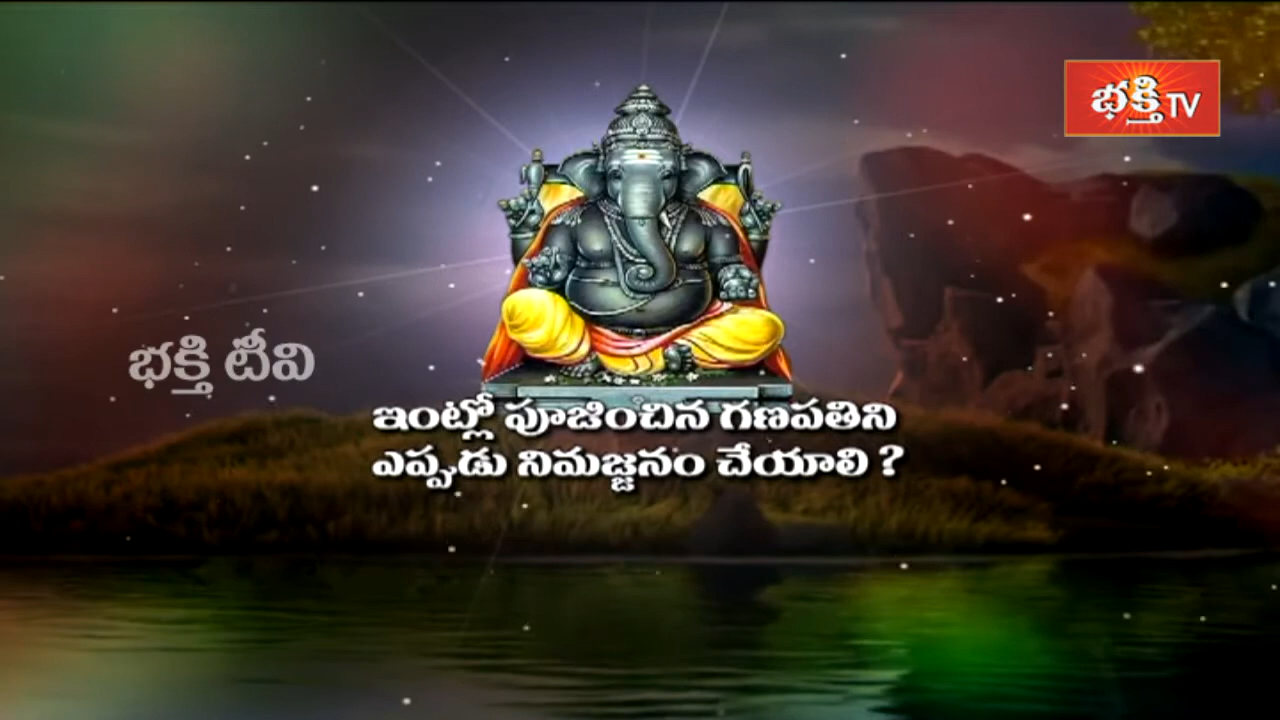 భక్తి TV
భక్తి టీవి
ఇంట్లో పూజించిన గణపతిని
ఎప్పుడు నిమజ్జనం చేయాలి ?